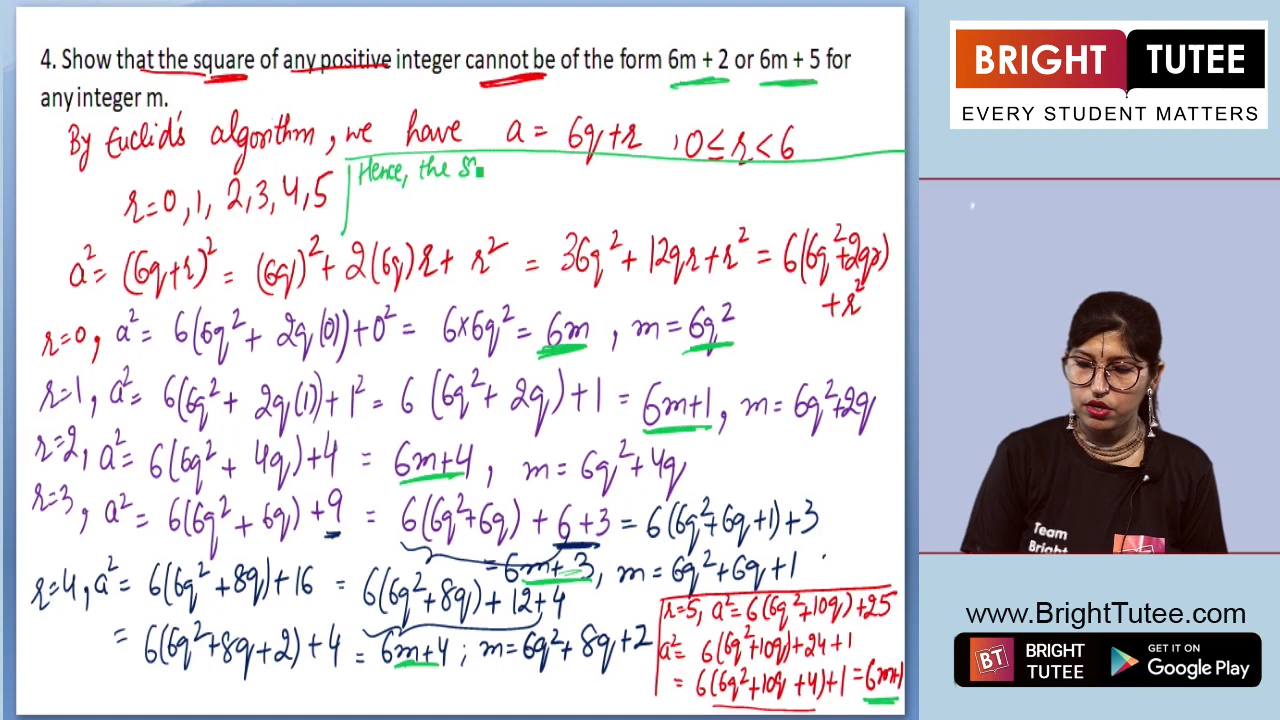 4. Show that the square of any positive integer cannot be of the form 6m + 2 or 6m + 5 for
any integer m.
By Euclid's algorithm, we have a = 6q+r , 0 ≤ r < 6
Hence, the s
r=0, 1, 2, 3, 4, 5
a² = (6q+r)² = (6q)² + 2(6q)r + r² = 36q² + 12qr + r² = 6(6q²+2qr)
+r²
r=0, a² = 6(6q² + 2q(0)) + 0² = 6×6q² = 6m , m = 6q²
r=1, a² = 6(6q² + 2q(1)) + 1² = 6(6q² + 2q) + 1 = 6m+1, m = 6q²+2q
r=2, a² = 6(6q² + 4q) + 4 = 6m+4, m = 6q² + 4q
r=3, a² = 6(6q² + 6q) + 9 = 6(6q²+6q) + 6+3 = 6(6q²+6q+1)+3
= 6m+3, m = 6q²+6q+1
r=4, a² = 6(6q²+8q)+16 = 6(6q²+8q)+12+4
= 6(6q²+8q+2)+4 = 6m+4; m = 6q²+8q+2
r=5, a² = 6(6q²+10q)+25
a² = 6(6q²+10q)+24+1
= 6(6q²+10q+4)+1 = 6m+1
BRIGHT TUTEE
EVERY STUDENT MATTERS
Team
Bright
www.BrightTutee.com
BT BRIGHT TUTEE
GET IT ON
Google Play